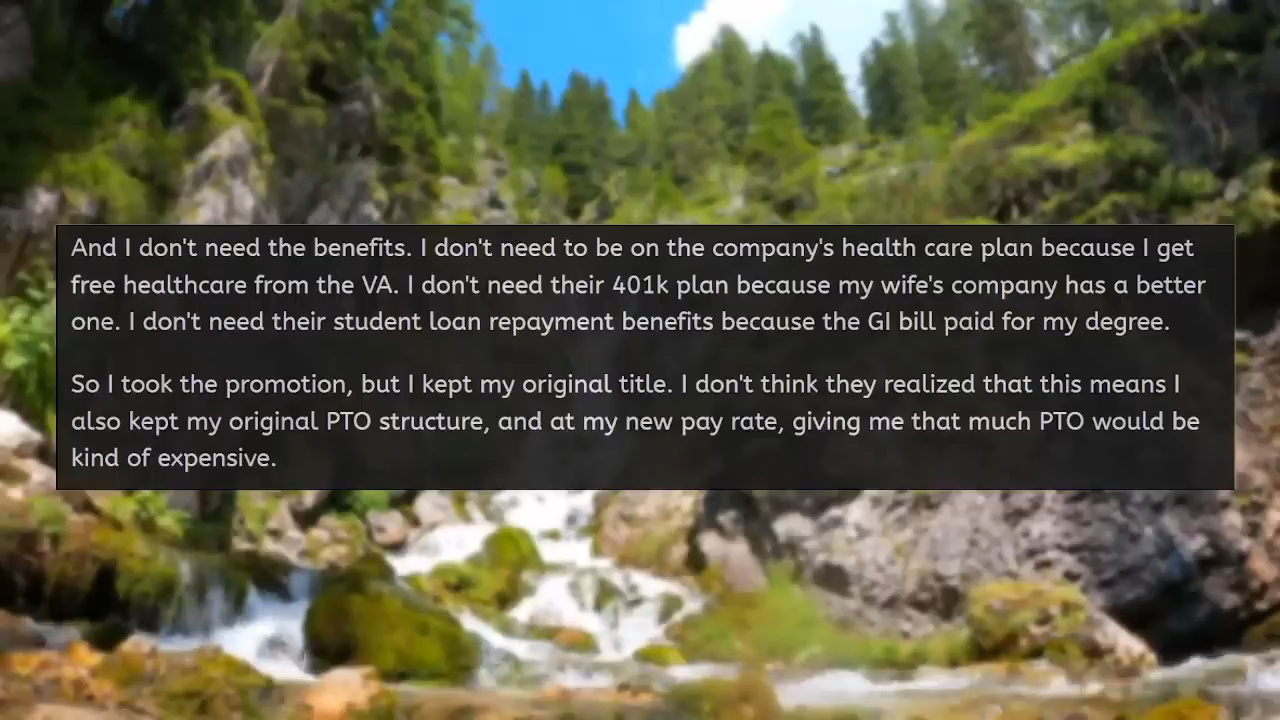 And I don't need the benefits. I don't need to be on the company's health care plan because I get
free healthcare from the VA. I don't need their 401k plan because my wife's company has a better
one. I don't need their student loan repayment benefits because the GI bill paid for my degree.
So I took the promotion, but I kept my original title. I don't think they realized that this means I
also kept my original PTO structure, and at my new pay rate, giving me that much PTO would be
kind of expensive.